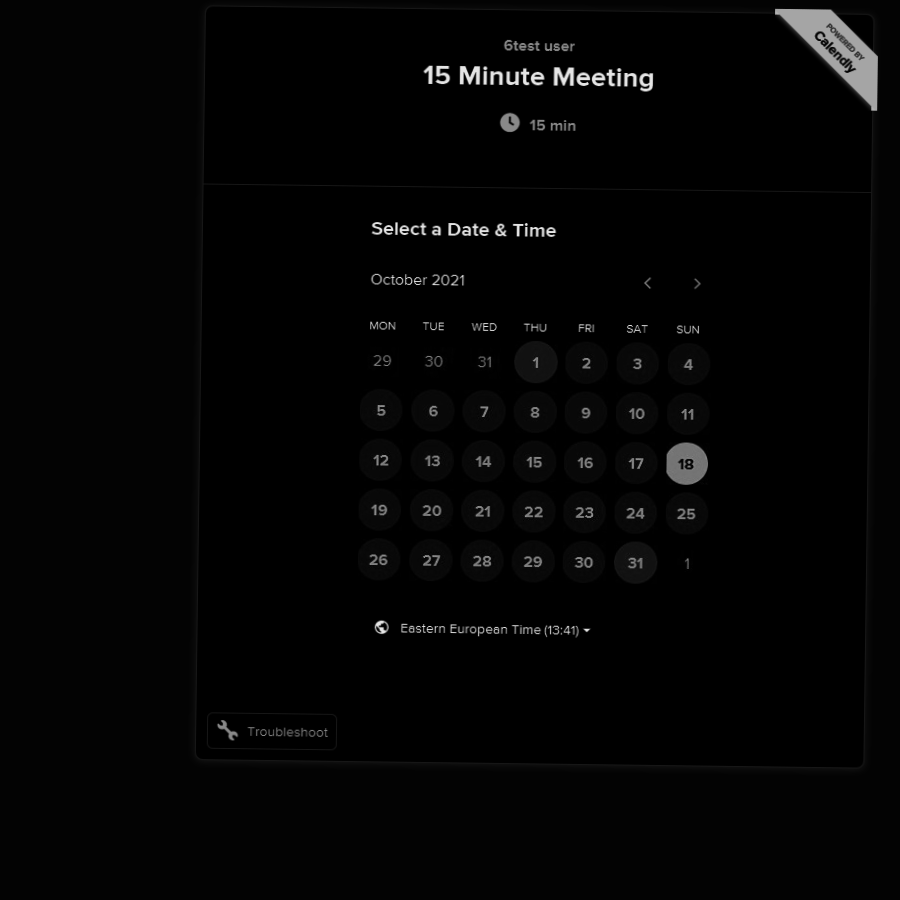 6test user
15 Minute Meeting
15 min
POWERED BY
Calendly
Select a Date & Time
October 2021
MON TUE WED THU FRI SAT SUN
29 30 31 1 2 3 4
5 6 7 8 9 10 11
12 13 14 15 16 17 18
19 20 21 22 23 24 25
26 27 28 29 30 31 1
Eastern European Time (13:41)
Troubleshoot